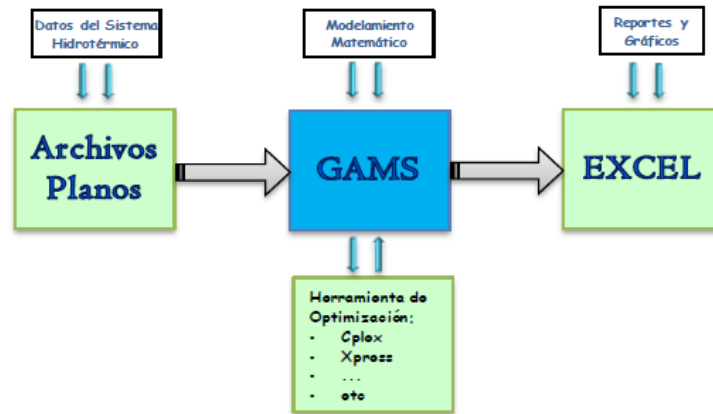 Datos del Sistema
Hidrotérmico
Modelamiento
Matemático
Reportes y
Gráficos
Archivos
Planos
GAMS
EXCEL
Herramienta de
Optimización:
- Cplex
- Xpress
- ...
- etc